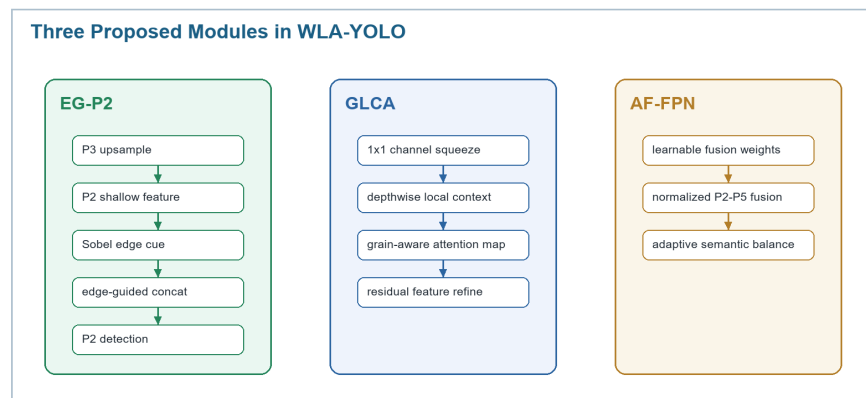 Three Proposed Modules in WLA-YOLO
EG-P2
P3 upsample
P2 shallow feature
Sobel edge cue
edge-guided concat
P2 detection
GLCA
1x1 channel squeeze
depthwise local context
grain-aware attention map
residual feature refine
AF-FPN
learnable fusion weights
normalized P2-P5 fusion
adaptive semantic balance